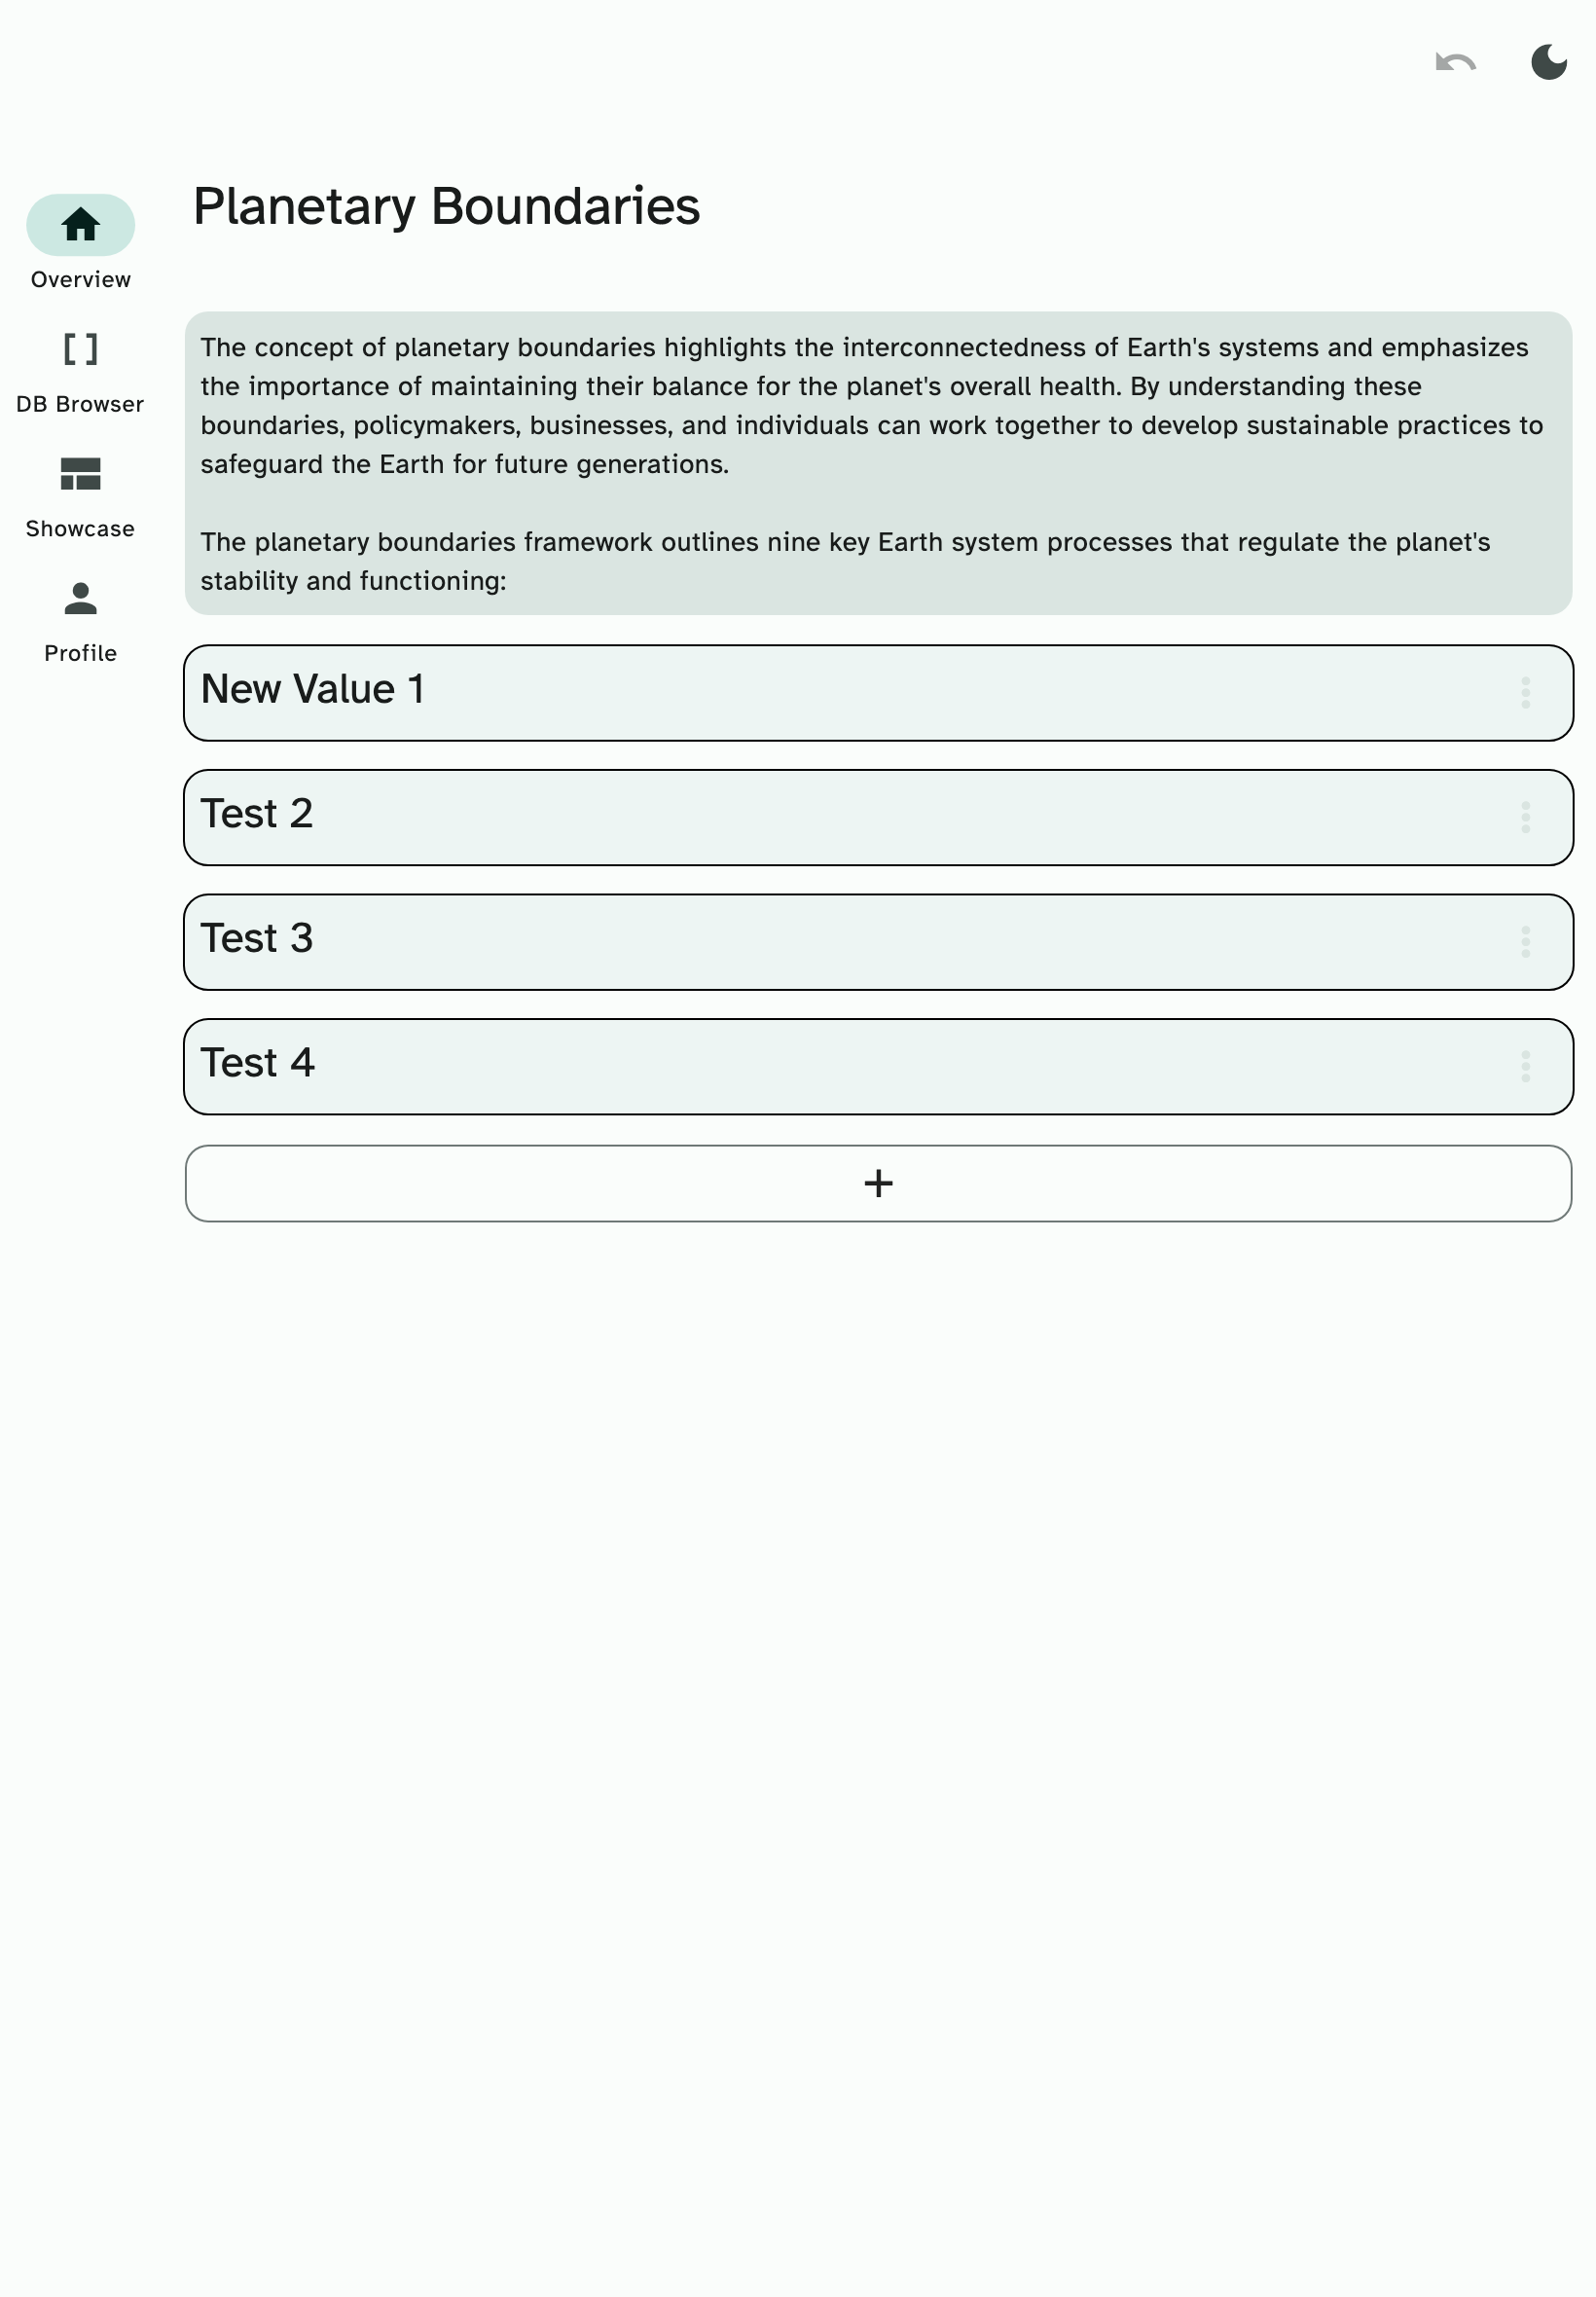 Planetary Boundaries
Overview
DB Browser
Showcase
Profile
The concept of planetary boundaries highlights the interconnectedness of Earth's systems and emphasizes
the importance of maintaining their balance for the planet's overall health. By understanding these
boundaries, policymakers, businesses, and individuals can work together to develop sustainable practices to
safeguard the Earth for future generations.
The planetary boundaries framework outlines nine key Earth system processes that regulate the planet's
stability and functioning:
New Value 1
Test 2
Test 3
Test 4